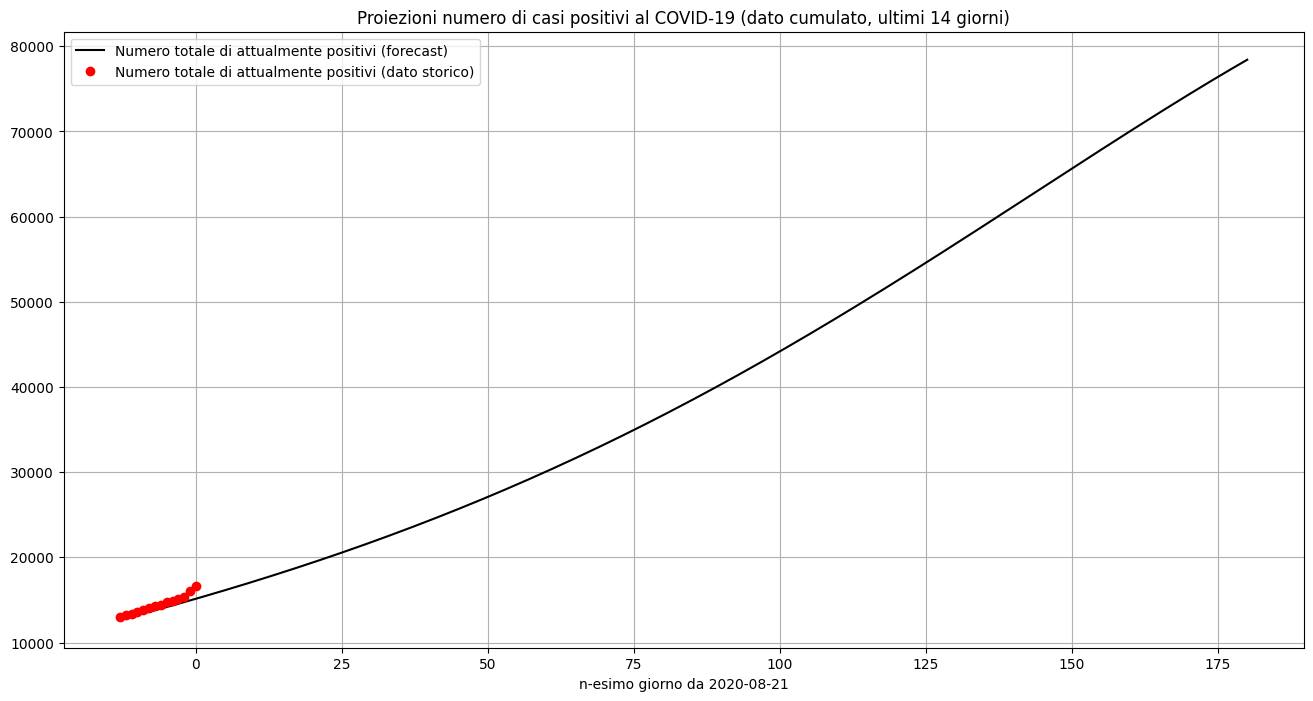 Proiezioni numero di casi positivi al COVID-19 (dato cumulato, ultimi 14 giorni)
Numero totale di attualmente positivi (forecast)
Numero totale di attualmente positivi (dato storico)
80000
70000
60000
50000
40000
30000
20000
10000
0 25 50 75 100 125 150 175
n-esimo giorno da 2020-08-21